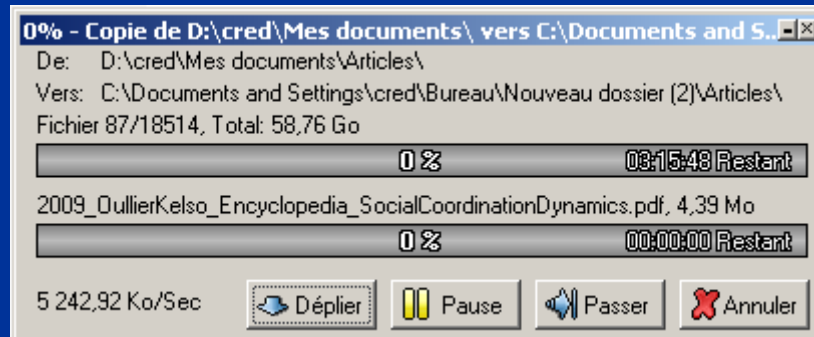 0% - Copie de D:\cred\Mes documents\ vers C:\Documents and S...
De: D:\cred\Mes documents\Articles\
Vers: C:\Documents and Settings\cred\Bureau\Nouveau dossier (2)\Articles\
Fichier 87/18514, Total: 58,76 Go
0 % 03:15:48 Restant
2009_OullierKelso_Encyclopedia_SocialCoordinationDynamics.pdf, 4,39 Mo
0 % 00:00:00 Restant
5 242,92 Ko/Sec Déplier Pause Passer Annuler